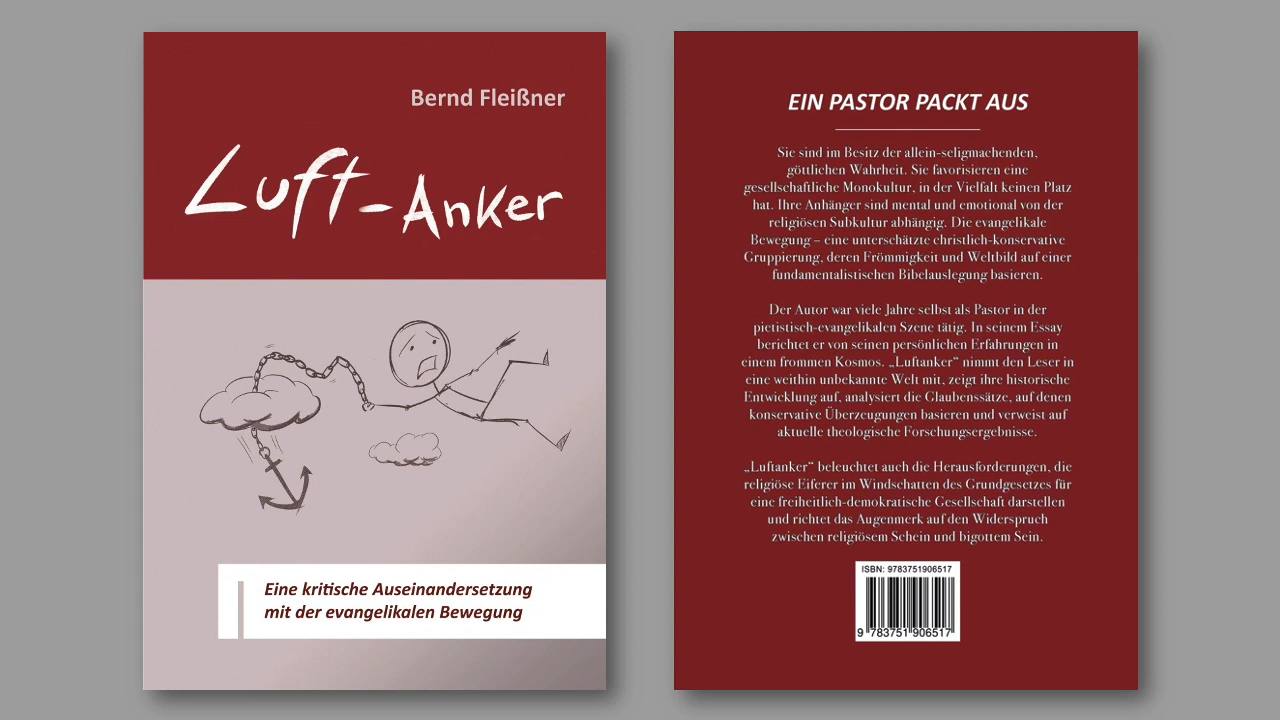 Bernd Fleißner
Luft-Anker
Eine kritische Auseinandersetzung
mit der evangelikalen Bewegung
EIN PASTOR PACKT AUS
Sie sind im Besitz der allein-seligmachenden,
göttlichen Wahrheit. Sie favorisieren eine
gesellschaftliche Monokultur, in der Vielfalt keinen Platz
hat. Ihre Anhänger sind mental und emotional von der
religiösen Subkultur abhängig. Die evangelikale
Bewegung – eine unterschätzte christlich-konservative
Gruppierung, deren Frömmigkeit und Weltbild auf einer
fundamentalistischen Bibelauslegung basieren.
Der Autor war viele Jahre selbst als Pastor in der
pietistisch-evangelikalen Szene tätig. In seinem Essay
berichtet er von seinen persönlichen Erfahrungen in
einem frommen Kosmos. „Luftanker“ nimmt den Leser in
eine weithin unbekannte Welt mit, zeigt ihre historische
Entwicklung auf, analysiert die Glaubenssätze, auf denen
konservative Überzeugungen basieren und verweist auf
aktuelle theologische Forschungsergebnisse.
„Luftanker“ beleuchtet auch die Herausforderungen, die
religiöse Eiferer im Windschatten des Grundgesetzes für
eine freiheitlich-demokratische Gesellschaft darstellen
und richtet das Augenmerk auf den Widerspruch
zwischen religiösem Schein und bigottem Sein.
ISBN: 9783751906517
9 783751 906517